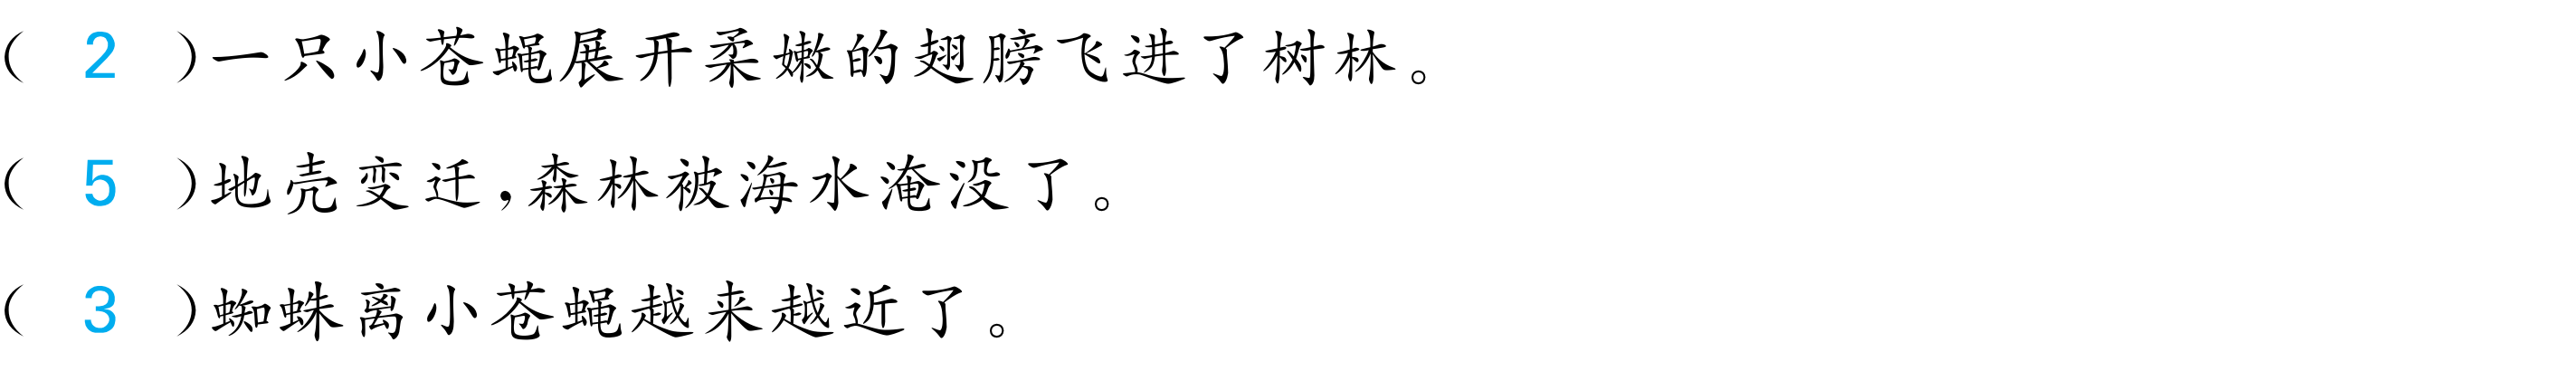 ( 2 )一只小苍蝇展开柔嫩的翅膀飞进了树林。
( 5 )地壳变迁,森林被海水淹没了。
( 3 )蜘蛛离小苍蝇越来越近了。